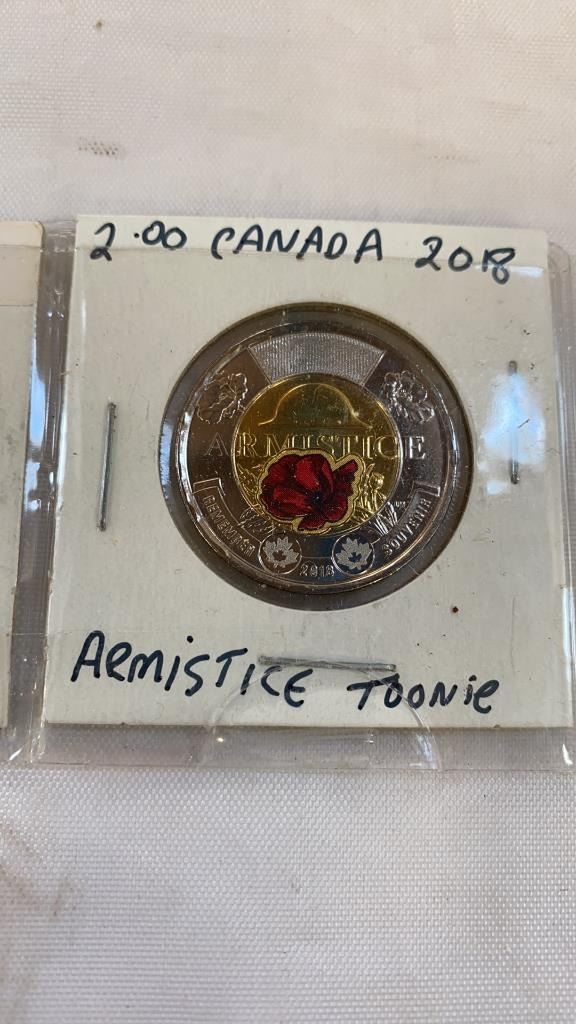 2.00 CANADA 2018
ARMISTICE
REMEMBER
2018
SOUVENIR
ARMISTICE TOONIE